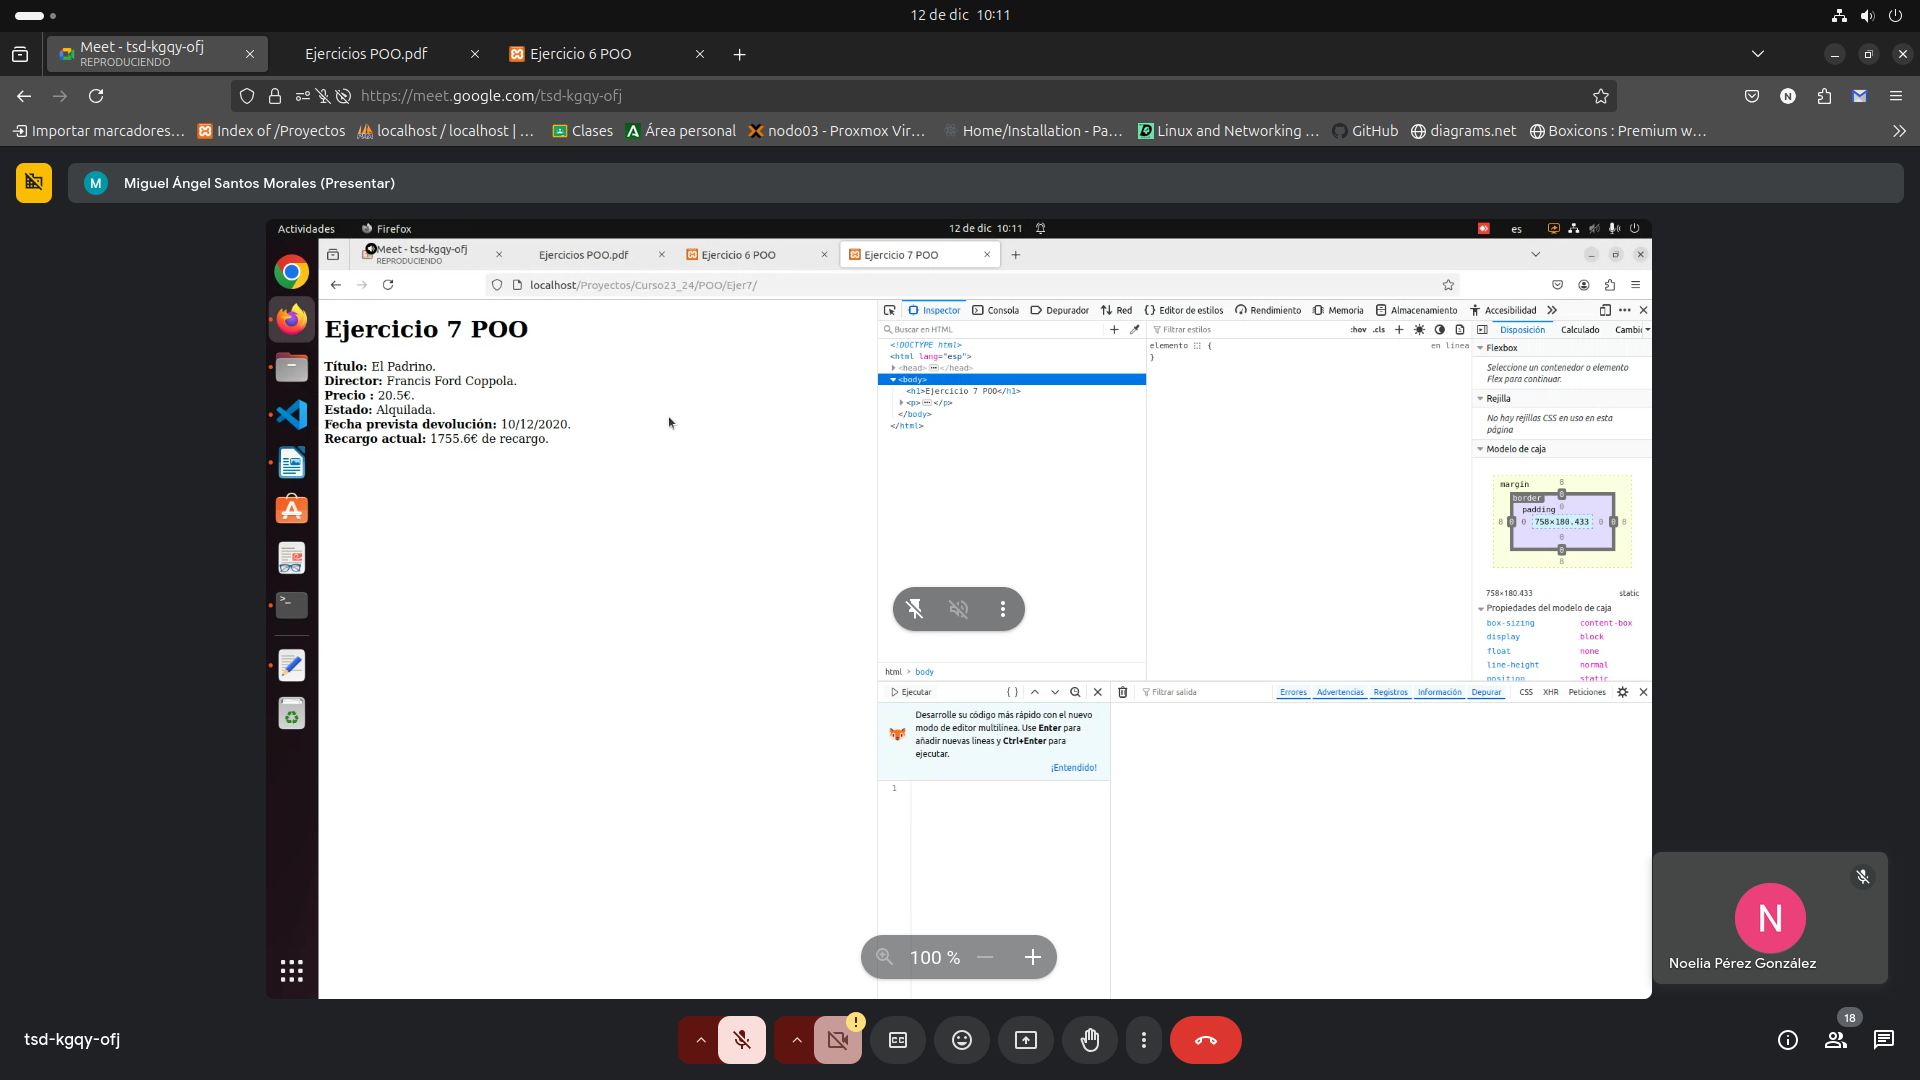 12 de dic 10:11
Meet - tsd-kgqy-ofj
REPRODUCIENDO
Ejercicios POO.pdf
Ejercicio 6 POO
https://meet.google.com/tsd-kgqy-ofj
N
Importar marcadores...
Index of /Proyectos
localhost / localhost | ...
Clases
Área personal
nodo03 - Proxmox Vir...
Home/Installation - Pa...
Linux and Networking ...
GitHub
diagrams.net
Boxicons : Premium w...
M
Miguel Ángel Santos Morales (Presentar)
Actividades
Firefox
12 de dic 10:11
es
Meet - tsd-kgqy-ofj
REPRODUCIENDO
Ejercicios POO.pdf
Ejercicio 6 POO
Ejercicio 7 POO
localhost/Proyectos/Curso23_24/POO/Ejer7/
Ejercicio 7 POO
Título: El Padrino.
Director: Francis Ford Coppola.
Precio : 20.5€.
Estado: Alquilada.
Fecha prevista devolución: 10/12/2020.
Recargo actual: 1755.6€ de recargo.
Inspector
Consola
Depurador
Red
Editor de estilos
Rendimiento
Memoria
Almacenamiento
Accesibilidad
Buscar en HTML
Filtrar estilos
:hov .cls
Disposición
Calculado
Cambi
<!DOCTYPE html>
<html lang="esp">
<head></head>
<body>
<h1>Ejercicio 7 POO</h1>
<p></p>
</body>
</html>
elemento {
en línea
}
Flexbox
Seleccione un contenedor o elemento
Flex para continuar.
Rejilla
No hay rejillas CSS en uso en esta
página
Modelo de caja
margin
8
border
0
padding
0
8
0
0
758×180.433
0
0
8
0
0
8
758×180.433
static
Propiedades del modelo de caja
box-sizing
content-box
display
block
float
none
line-height
normal
position
static
html > body
Ejecutar
Filtrar salida
Errores
Advertencias
Registros
Información
Depurar
CSS
XHR
Peticiones
Desarrolle su código más rápido con el nuevo
modo de editor multilínea. Use Enter para
añadir nuevas líneas y Ctrl+Enter para
ejecutar.
¡Entendido!
1
100 %
N
Noelia Pérez González
tsd-kgqy-ofj
!
CC
18